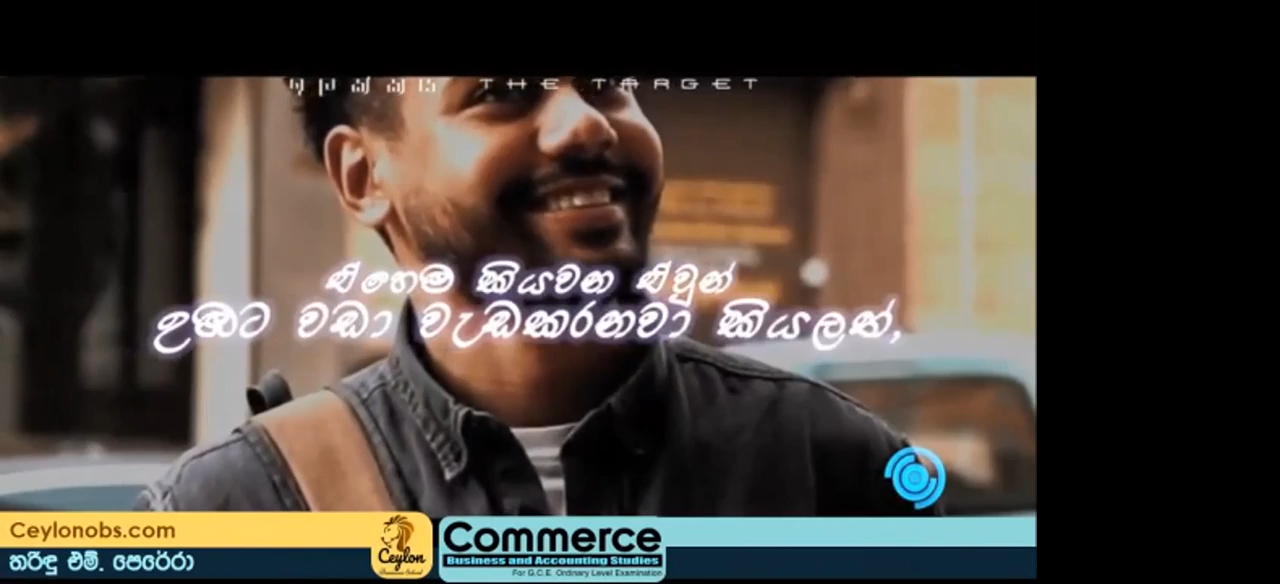 THE TARGET
ඒහෙම කියවන ඒවුන්
උඹට වඩා වැඩකරනවා කියලත්,
Ceylonobs.com
තරිඳු එම්. පෙරේරා
Ceylon
Commerce
Business and Accounting Studies
For G.C.E. Ordinary Level Examination